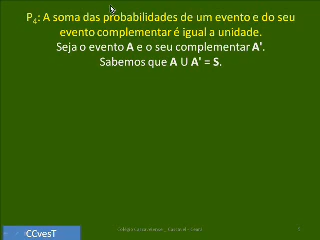 P₄: A soma das probabilidades de um evento e do seu
evento complementar é igual a unidade.
Seja o evento A e o seu complementar A'.
Sabemos que A U A' = S.
CCvesT